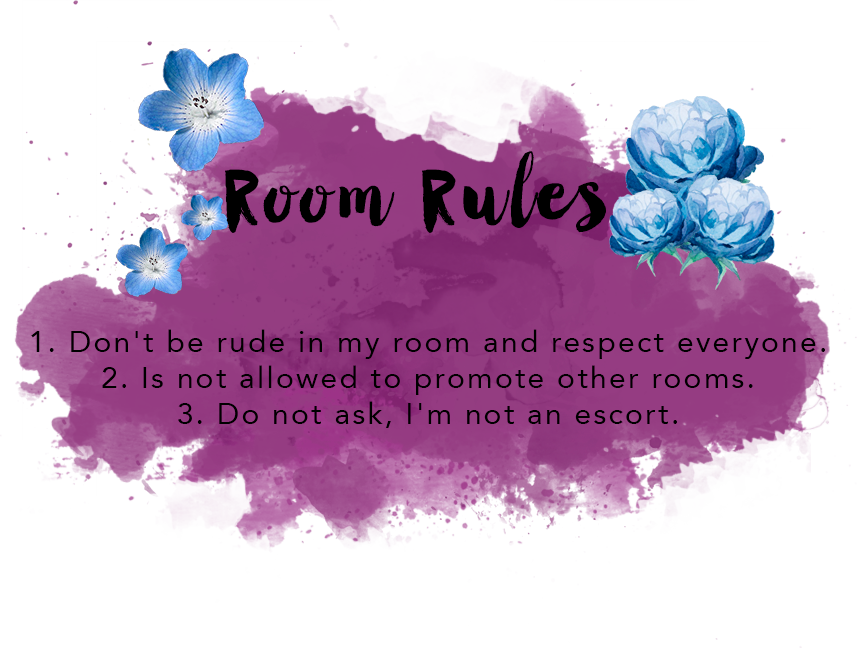 Room Rules
1. Don't be rude in my room and respect everyone.
2. Is not allowed to promote other rooms.
3. Do not ask, I'm not an escort.